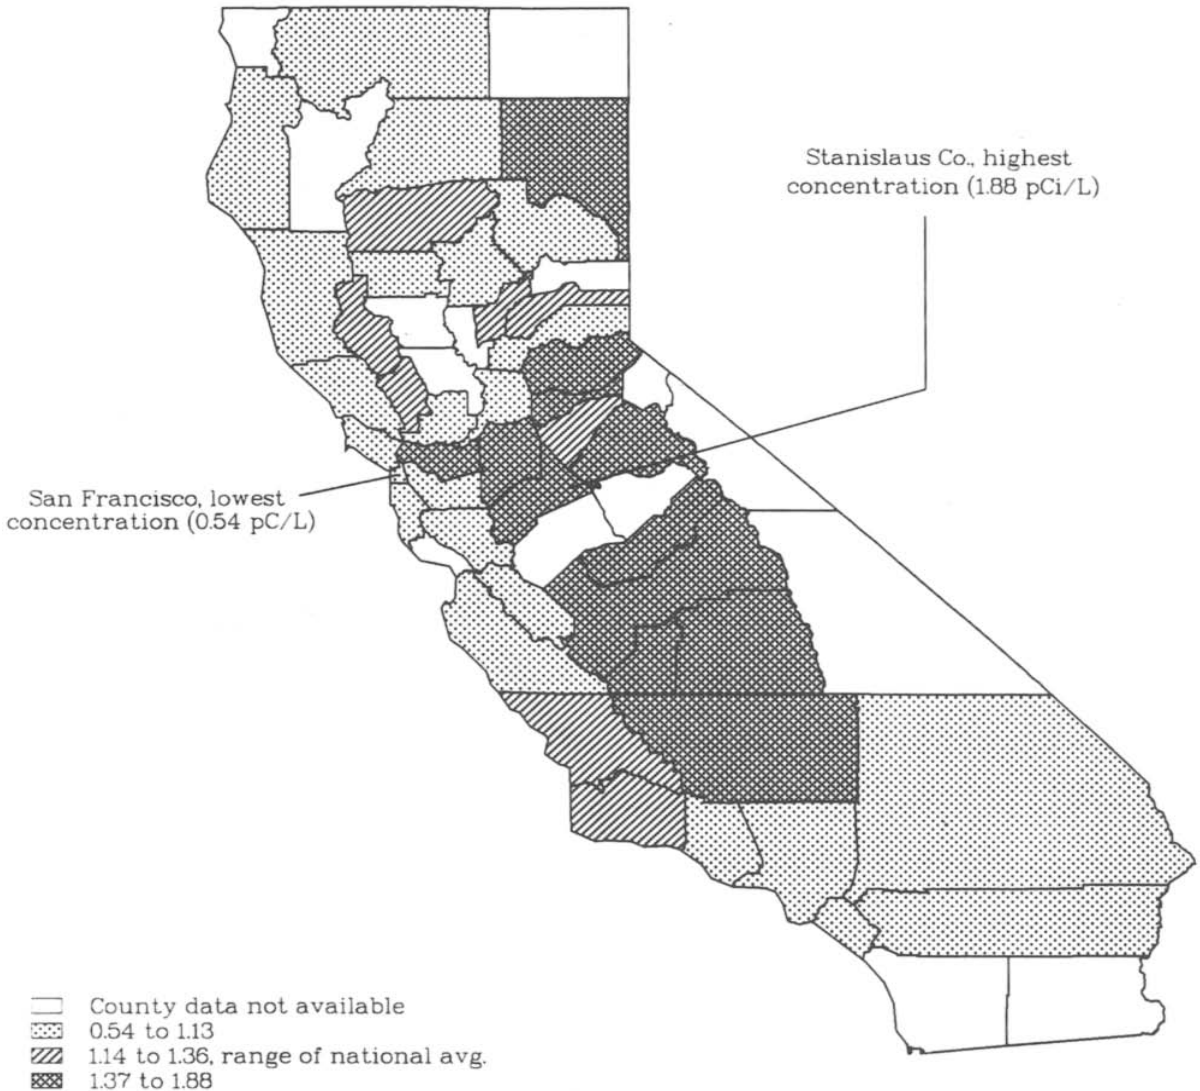 Stanislaus Co., highest
concentration (1.88 pCi/L)
San Francisco, lowest
concentration (0.54 pC/L)
County data not available
0.54 to 1.13
1.14 to 1.36, range of national avg.
1.37 to 1.88